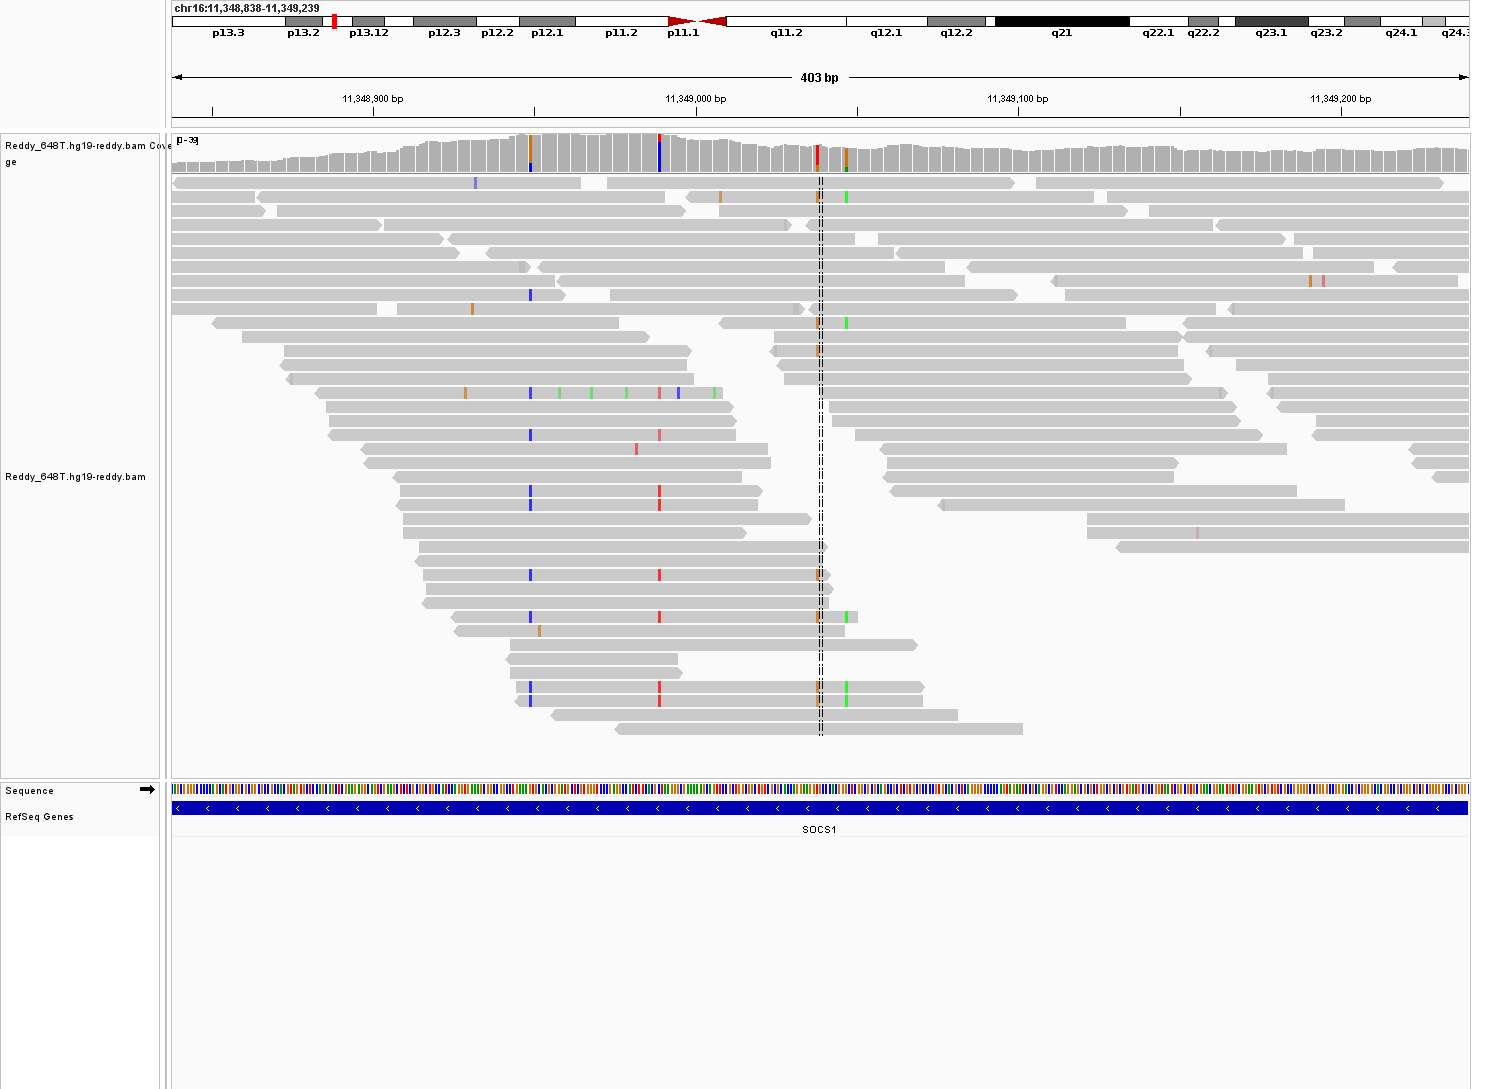 chr16:11,348,838-11,349,239
p13.3 p13.2 p13.12 p12.3 p12.2 p12.1 p11.2 p11.1 q11.2 q12.1 q12.2 q21 q22.1 q22.2 q23.1 q23.2 q24.1
403 bp
11,348,900 bp 11,349,000 bp 11,349,100 bp 11,349,200 bp
[0-39]
Reddy_648T.hg19-reddy.bam Cove
ge
Reddy_648T.hg19-reddy.bam
Sequence
RefSeq Genes
SOCS1